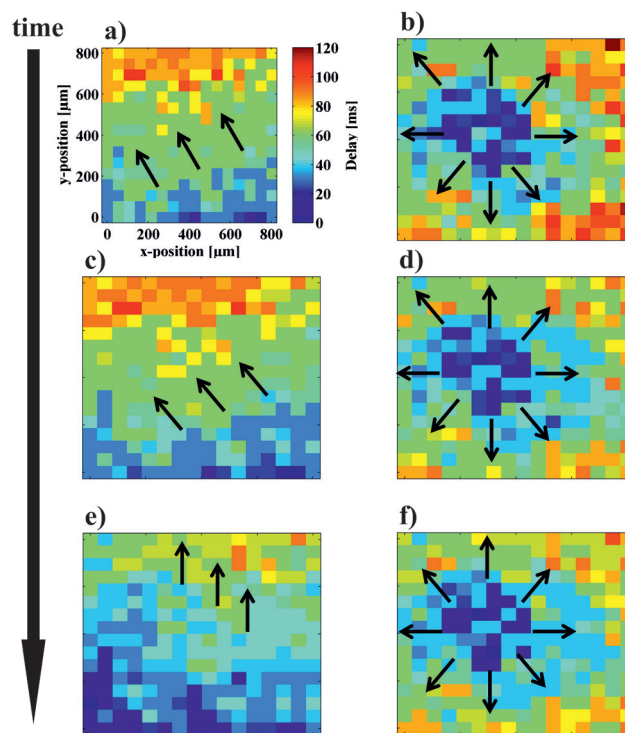 time
a)
y-position [µm]
800
600
400
200
0
0 200 400 600 800
x-position [µm]
120
100
80
60
40
20
0
Delay [ms]
b)
c)
d)
e)
f)